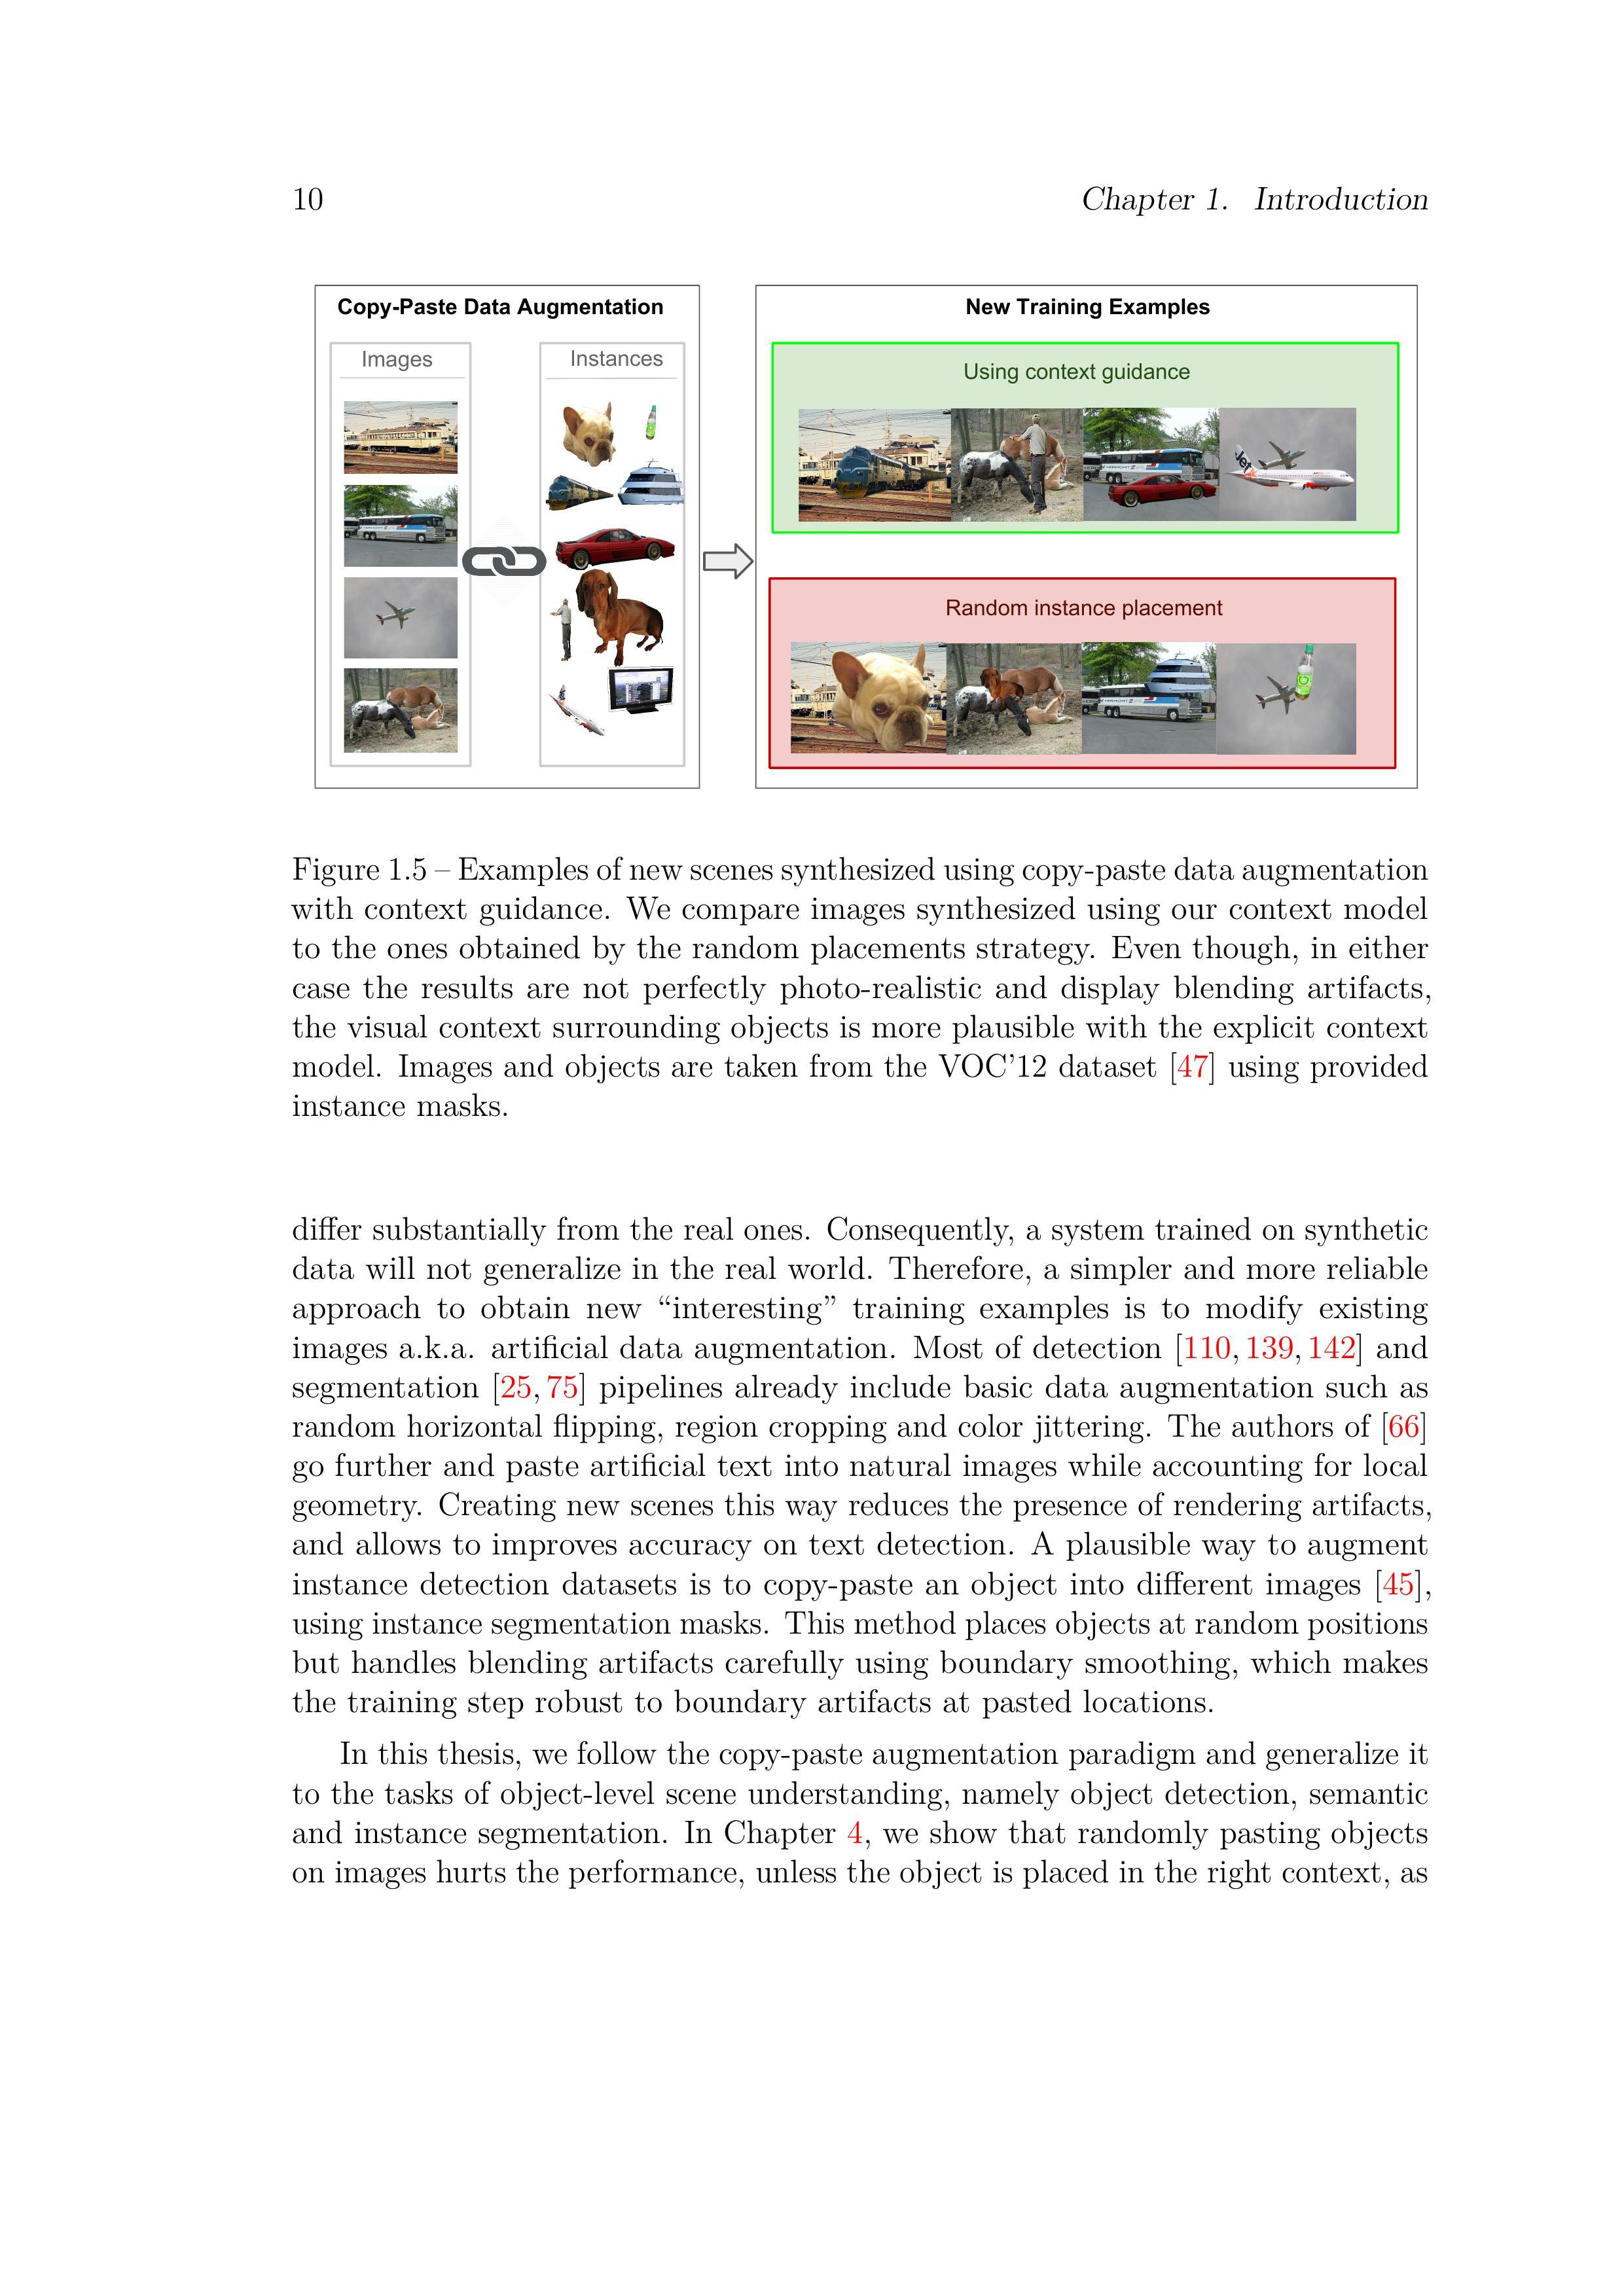 10
Chapter 1. Introduction
Copy-Paste Data Augmentation
Images
Instances
New Training Examples
Using context guidance
Random instance placement
Figure 1.5 – Examples of new scenes synthesized using copy-paste data augmentation
with context guidance. We compare images synthesized using our context model
to the ones obtained by the random placements strategy. Even though, in either
case the results are not perfectly photo-realistic and display blending artifacts,
the visual context surrounding objects is more plausible with the explicit context
model. Images and objects are taken from the VOC’12 dataset [47] using provided
instance masks.
differ substantially from the real ones. Consequently, a system trained on synthetic
data will not generalize in the real world. Therefore, a simpler and more reliable
approach to obtain new “interesting” training examples is to modify existing
images a.k.a. artificial data augmentation. Most of detection [110, 139, 142] and
segmentation [25, 75] pipelines already include basic data augmentation such as
random horizontal flipping, region cropping and color jittering. The authors of [66]
go further and paste artificial text into natural images while accounting for local
geometry. Creating new scenes this way reduces the presence of rendering artifacts,
and allows to improves accuracy on text detection. A plausible way to augment
instance detection datasets is to copy-paste an object into different images [45],
using instance segmentation masks. This method places objects at random positions
but handles blending artifacts carefully using boundary smoothing, which makes
the training step robust to boundary artifacts at pasted locations.
In this thesis, we follow the copy-paste augmentation paradigm and generalize it
to the tasks of object-level scene understanding, namely object detection, semantic
and instance segmentation. In Chapter 4, we show that randomly pasting objects
on images hurts the performance, unless the object is placed in the right context, as